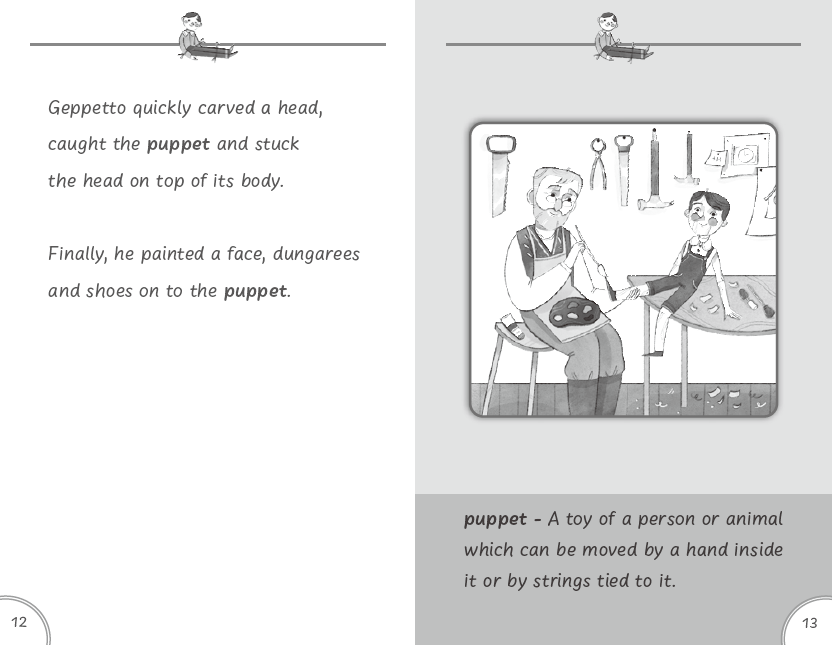 Geppetto quickly carved a head,
caught the puppet and stuck
the head on top of its body.
Finally, he painted a face, dungarees
and shoes on to the puppet.
12
puppet - A toy of a person or animal
which can be moved by a hand inside
it or by strings tied to it.
13